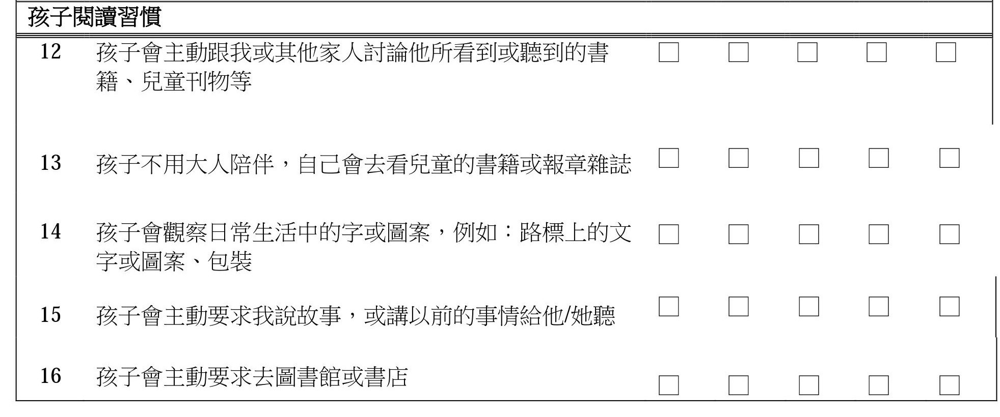 孩子閱讀習慣
12 孩子會主動跟我或其他家人討論他所看到或聽到的書 □ □ □ □ □
籍、兒童刊物等
13 孩子不用大人陪伴，自己會去看兒童的書籍或報章雜誌 □ □ □ □ □
14 孩子會觀察日常生活中的字或圖案，例如：路標上的文 □ □ □ □ □
字或圖案、包裝
15 孩子會主動要求我說故事，或講以前的事情給他/她聽 □ □ □ □ □
16 孩子會主動要求去圖書館或書店 □ □ □ □ □